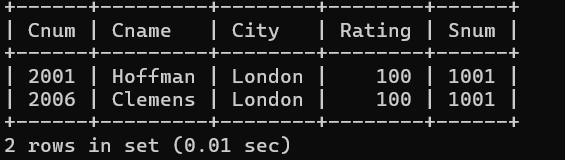 +------+---------+--------+--------+------+
| Cnum | Cname   | City   | Rating | Snum |
+------+---------+--------+--------+------+
| 2001 | Hoffman | London |    100 | 1001 |
| 2006 | Clemens | London |    100 | 1001 |
+------+---------+--------+--------+------+
2 rows in set (0.01 sec)